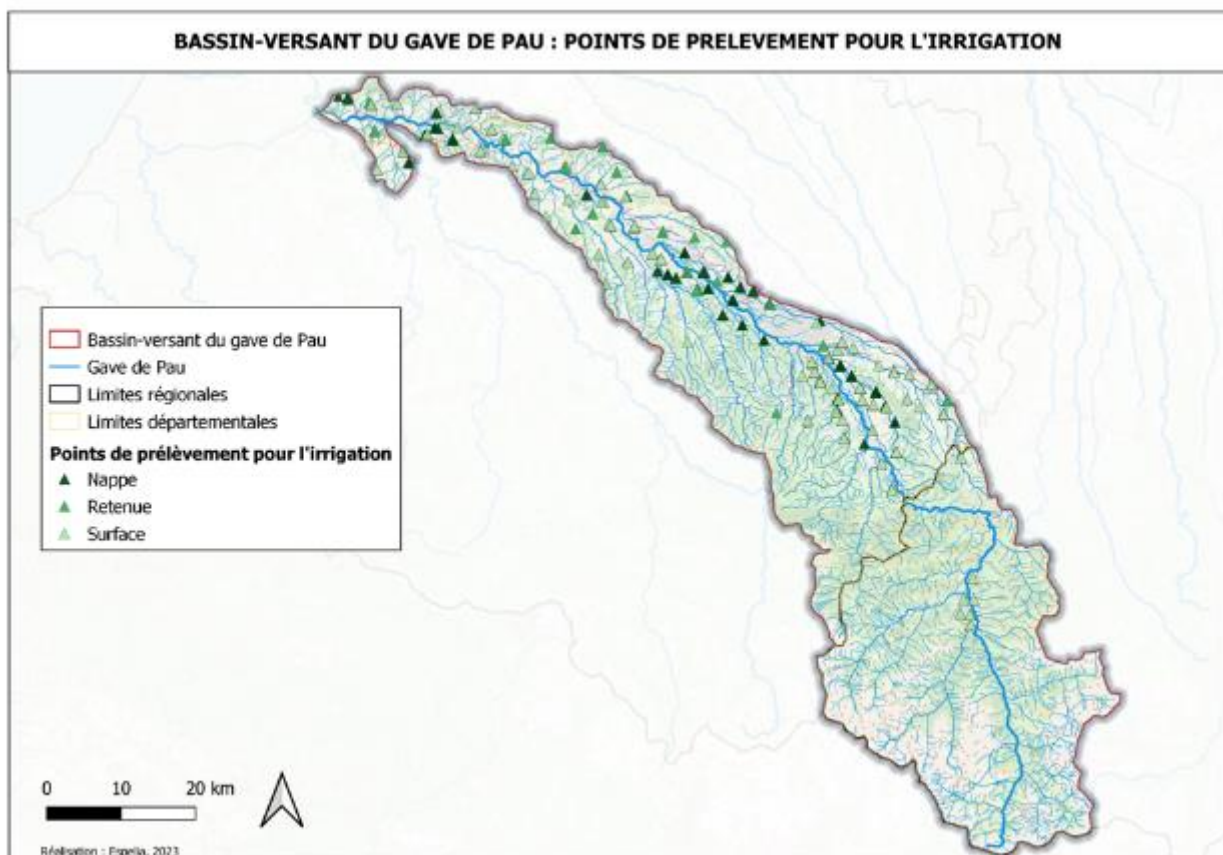 BASSIN-VERSANT DU GAVE DE PAU : POINTS DE PRELEVEMENT POUR L'IRRIGATION
Bassin-versant du gave de Pau
Gave de Pau
Limites régionales
Limites départementales
Points de prélèvement pour l'irrigation
Nappe
Retenue
Surface
0 10 20 km
Réalisation : Espelia, 2023